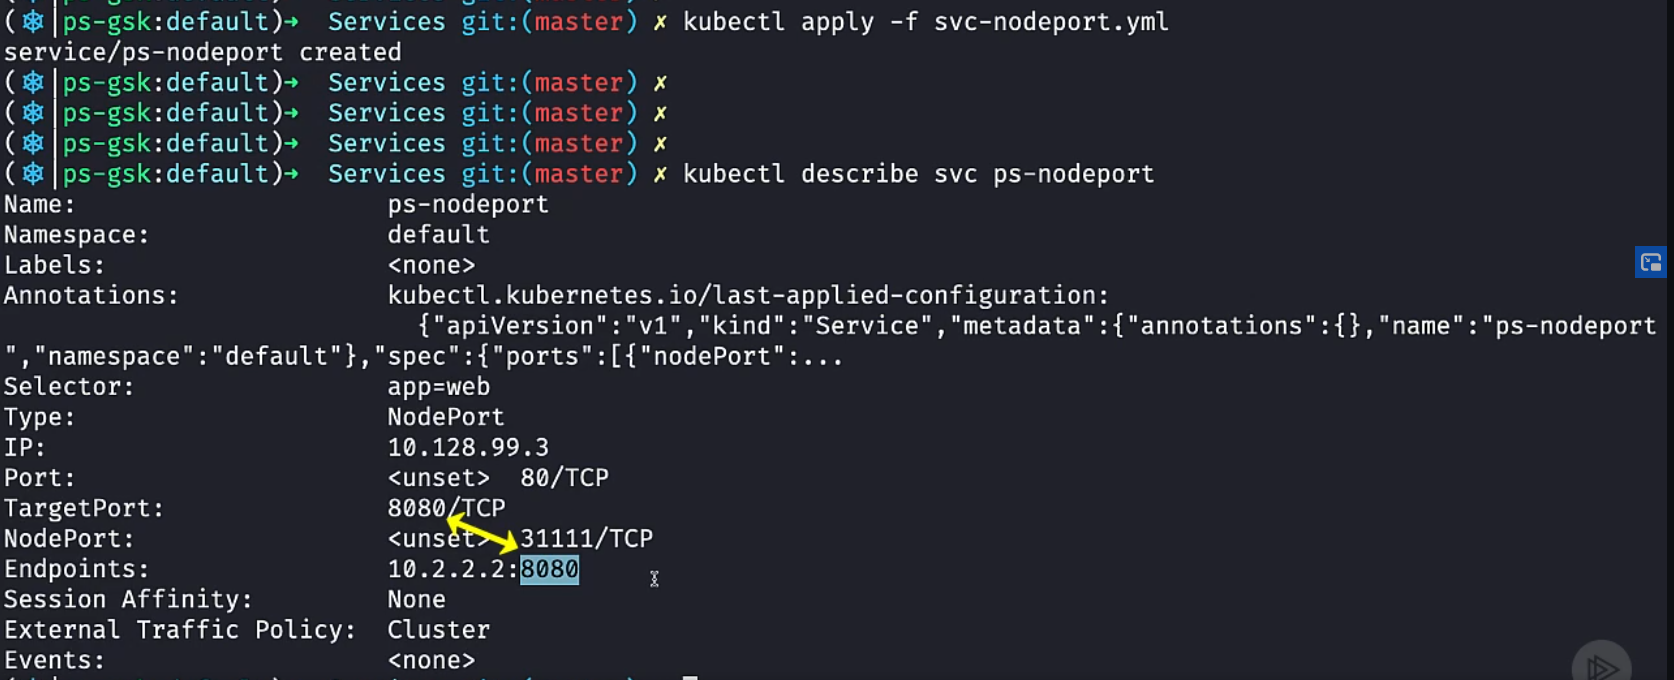 (⎈|ps-gsk:default)→ Services git:(master) ✗ kubectl apply -f svc-nodeport.yml
service/ps-nodeport created
(⎈|ps-gsk:default)→ Services git:(master) ✗
(⎈|ps-gsk:default)→ Services git:(master) ✗
(⎈|ps-gsk:default)→ Services git:(master) ✗
(⎈|ps-gsk:default)→ Services git:(master) ✗ kubectl describe svc ps-nodeport
Name: ps-nodeport
Namespace: default
Labels: <none>
Annotations: kubectl.kubernetes.io/last-applied-configuration:
{"apiVersion":"v1","kind":"Service","metadata":{"annotations":{},"name":"ps-nodeport
","namespace":"default"},"spec":{"ports":[{"nodePort":...
Selector: app=web
Type: NodePort
IP: 10.128.99.3
Port: <unset> 80/TCP
TargetPort: 8080/TCP
NodePort: <unset> 31111/TCP
Endpoints: 10.2.2.2:8080
Session Affinity: None
External Traffic Policy: Cluster
Events: <none>